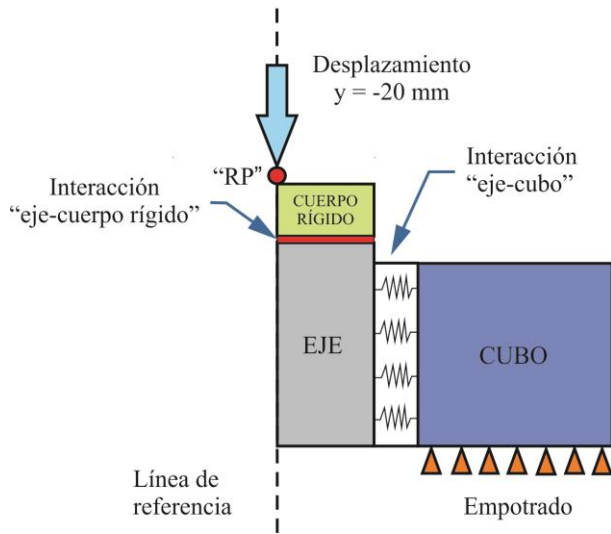 Desplazamiento
y = -20 mm
"RP"
Interacción
"eje-cubo"
Interacción
"eje-cuerpo rígido"
CUERPO
RÍGIDO
EJE
CUBO
Línea de
referencia
Empotrado